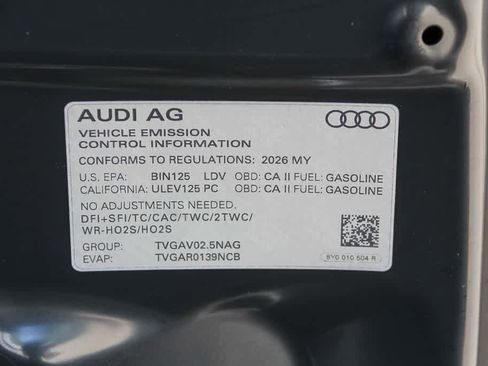 AUDI AG
VEHICLE EMISSION
CONTROL INFORMATION
CONFORMS TO REGULATIONS: 2026 MY
U.S. EPA: BIN125 LDV OBD: CA II FUEL: GASOLINE
CALIFORNIA: ULEV125 PC OBD: CA II FUEL: GASOLINE
NO ADJUSTMENTS NEEDED.
DFI+SFI/TC/CAC/TWC/2TWC/
WR-HO2S/HO2S
GROUP: TVGAV02.5NAG
EVAP: TVGAR0139NCB
8Y0 010 504 R